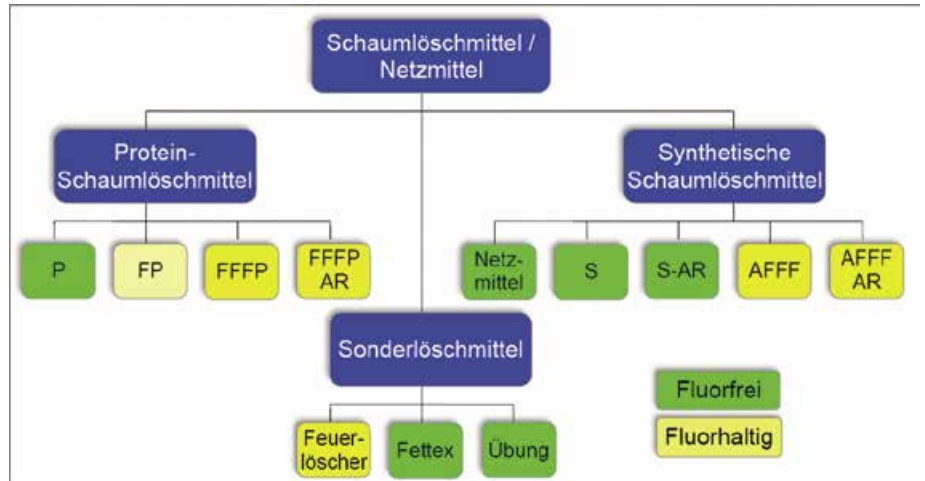 Schaumlöschmittel /
Netzmittel
Protein-
Schaumlöschmittel
Synthetische
Schaumlöschmittel
P
FP
FFFP
FFFP
AR
Netz-
mittel
S
S-AR
AFFF
AFFF
AR
Sonderlöschmittel
Feuer-
löscher
Fettex
Übung
Fluorfrei
Fluorhaltig